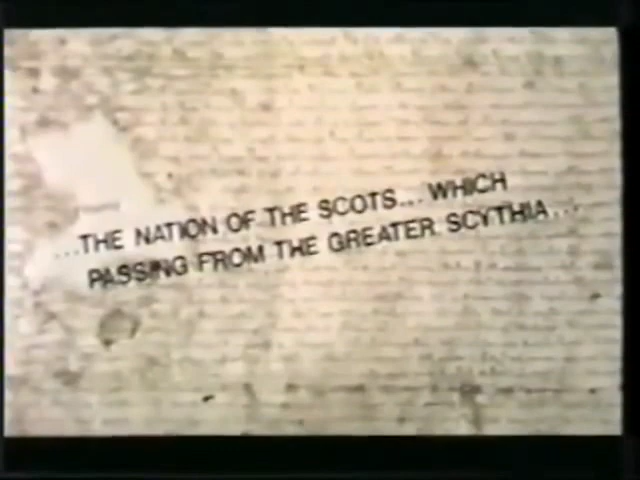 ...THE NATION OF THE SCOTS... WHICH
PASSING FROM THE GREATER SCYTHIA...